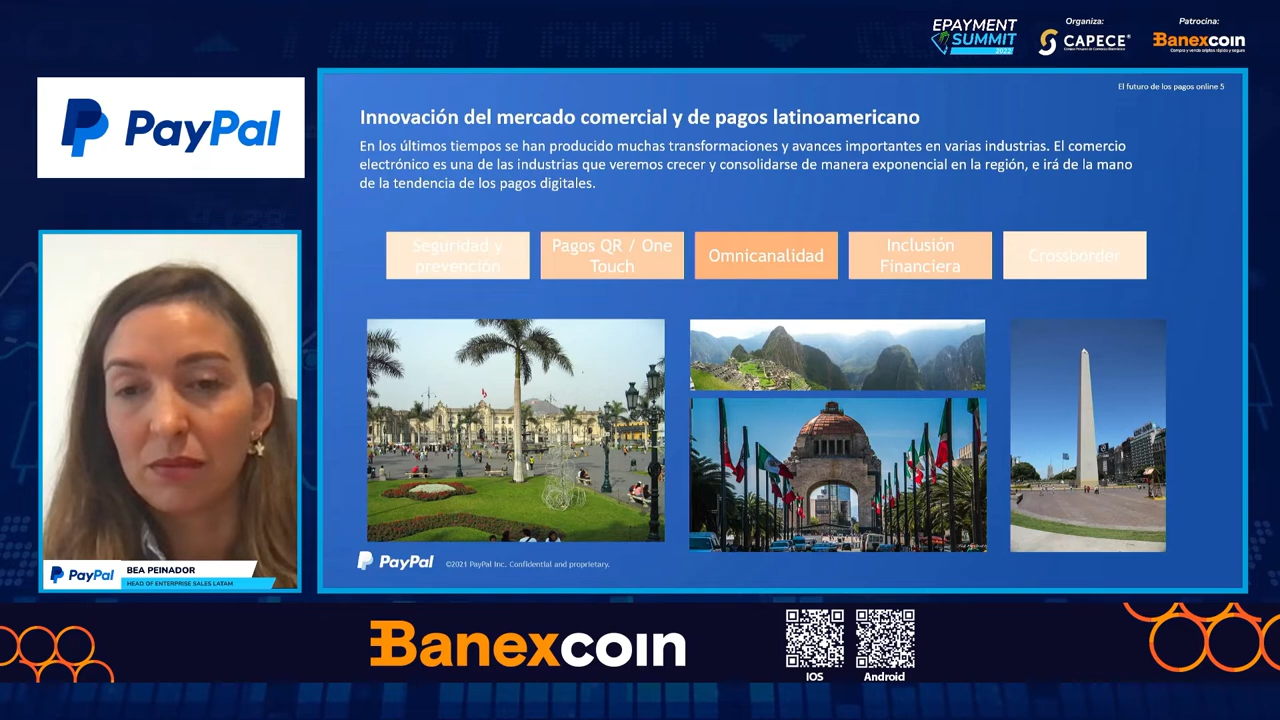 EPAYMENT
SUMMIT
2022
Organiza:
CAPECE
Patrocina:
Banexcoin
PayPal
El futuro de los pagos online 5
Innovación del mercado comercial y de pagos latinoamericano
En los últimos tiempos se han producido muchas transformaciones y avances importantes en varias industrias. El comercio
electrónico es una de las industrias que veremos crecer y consolidarse de manera exponencial en la región, e irá de la mano
de la tendencia de los pagos digitales.
Seguridad y
prevención
Pagos QR / One
Touch
Omnicanalidad
Inclusión
Financiera
Crossborder
PayPal
©2021 PayPal Inc. Confidential and proprietary.
PayPal
BEA PEINADOR
HEAD OF ENTERPRISE SALES LATAM
Banexcoin
IOS
Android